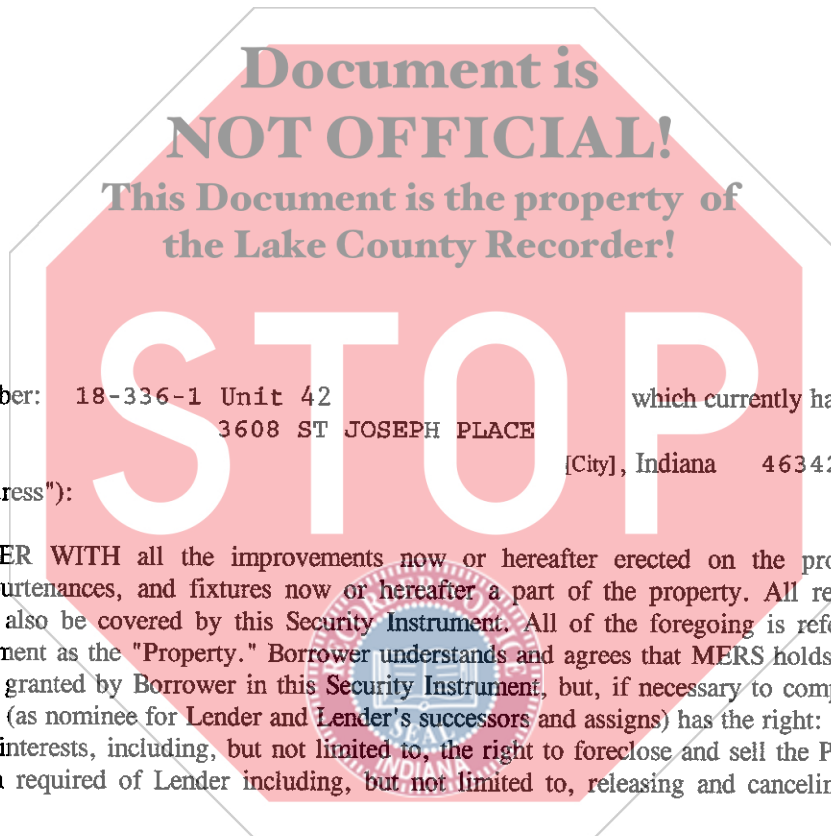 Document is
NOT OFFICIAL!
This Document is the property of
the Lake County Recorder!
STOP
ber: 18-336-1 Unit 42 which currently ha
3608 ST JOSEPH PLACE
[City], Indiana 46342
ress"):
ER WITH all the improvements now or hereafter erected on the pro
urtenances, and fixtures now or hereafter a part of the property. All re
also be covered by this Security Instrument. All of the foregoing is refe
ment as the "Property." Borrower understands and agrees that MERS holds
granted by Borrower in this Security Instrument, but, if necessary to comp
(as nominee for Lender and Lender's successors and assigns) has the right:
interests, including, but not limited to, the right to foreclose and sell the P
required of Lender including, but not limited to, releasing and cancelin
RECORDER'S OFFICE
SEAL
INDIANA